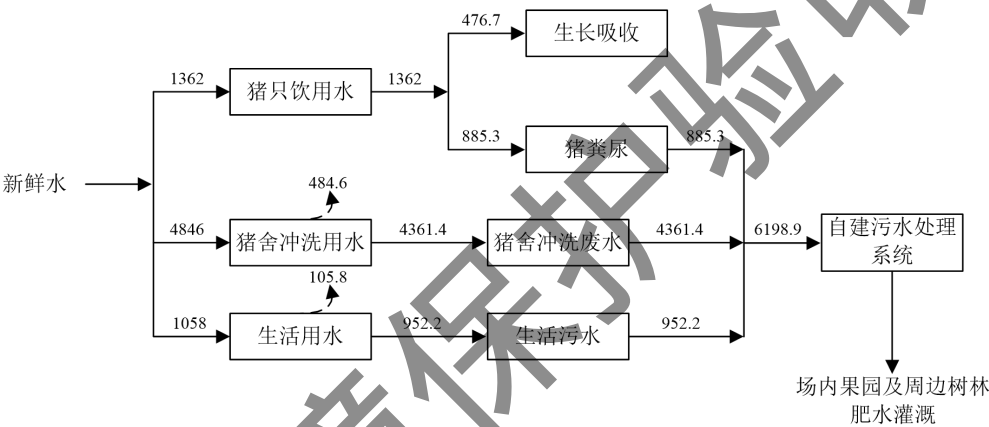 476.7
生长吸收
1362
猪只饮用水
1362
885.3
猪粪尿
885.3
新鲜水
484.6
4846
猪舍冲洗用水
4361.4
猪舍冲洗废水
4361.4
6198.9
自建污水处理
系统
105.8
1058
生活用水
952.2
生活污水
952.2
场内果园及周边树林
肥水灌溉
保护验